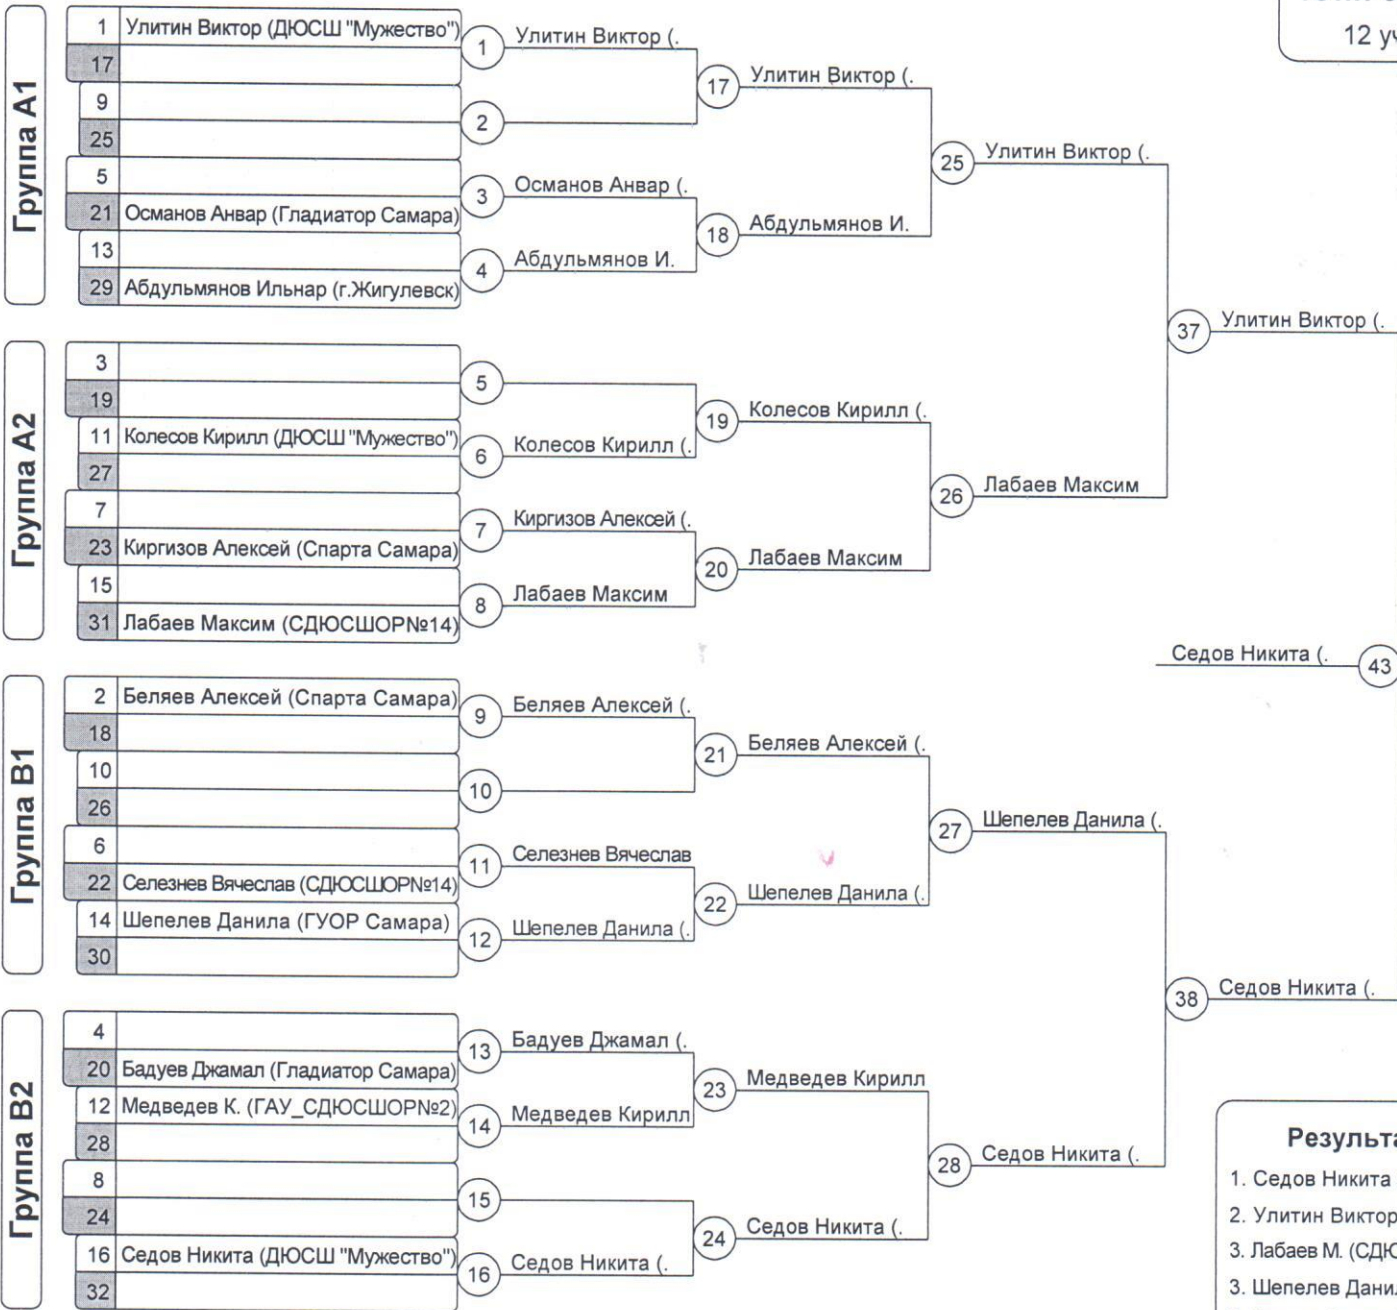 12
Группа A1
1 Улитин Виктор (ДЮСШ "Мужество")
17
9
25
5
21 Османов Анвар (Гладиатор Самара)
13
29 Абдульмянов Ильнар (г.Жигулевск)
1 Улитин Виктор (.
2
3 Османов Анвар (.
4 Абдульмянов И.
17 Улитин Виктор (.
18 Абдульмянов И.
25 Улитин Виктор (.
Группа A2
3
19
11 Колесов Кирилл (ДЮСШ "Мужество")
27
7
23 Киргизов Алексей (Спарта Самара)
15
31 Лабаев Максим (СДЮСШОР№14)
5
6 Колесов Кирилл (.
7 Киргизов Алексей (.
8 Лабаев Максим
19 Колесов Кирилл (.
20 Лабаев Максим
26 Лабаев Максим
37 Улитин Виктор (.
Группа B1
2 Беляев Алексей (Спарта Самара)
18
10
26
6
22 Селезнев Вячеслав (СДЮСШОР№14)
14 Шепелев Данила (ГУОР Самара)
30
9 Беляев Алексей (.
10
11 Селезнев Вячеслав
12 Шепелев Данила (.
21 Беляев Алексей (.
22 Шепелев Данила (.
27 Шепелев Данила (.
Группа B2
4
20 Бадуев Джамал (Гладиатор Самара)
12 Медведев К. (ГАУ_СДЮСШОР№2)
28
8
24
16 Седов Никита (ДЮСШ "Мужество")
32
13 Бадуев Джамал (.
14 Медведев Кирилл
15
16 Седов Никита (.
23 Медведев Кирилл
24 Седов Никита (.
28 Седов Никита (.
38 Седов Никита (.
Седов Никита (. 43
Результа
1. Седов Никита
2. Улитин Виктор
3. Лабаев М. (СДЮ
3. Шепелев Дани